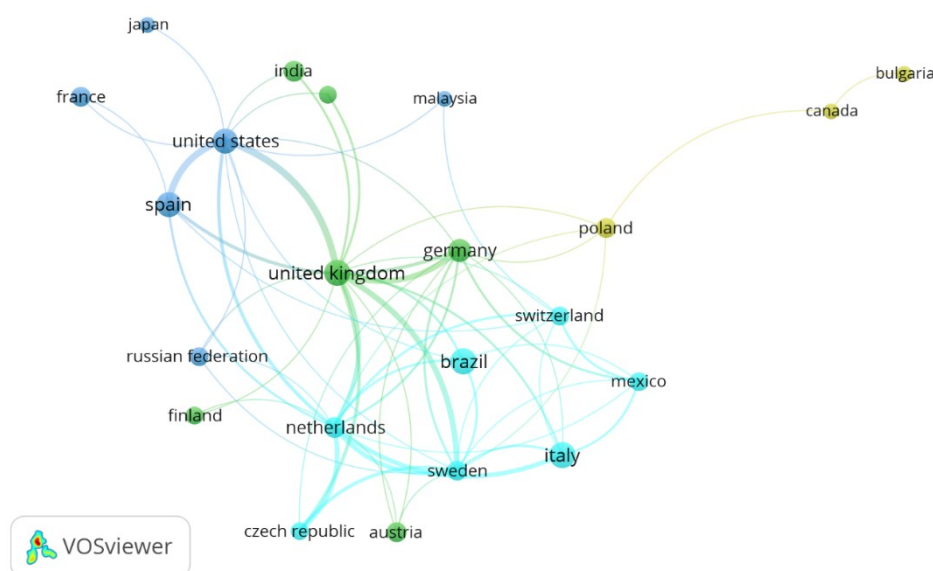 japan
india
france
malaysia
bulgaria
canada
united states
spain
poland
germany
united kingdom
switzerland
russian federation
brazil
mexico
finland
netherlands
italy
sweden
czech republic
austria
VOSviewer